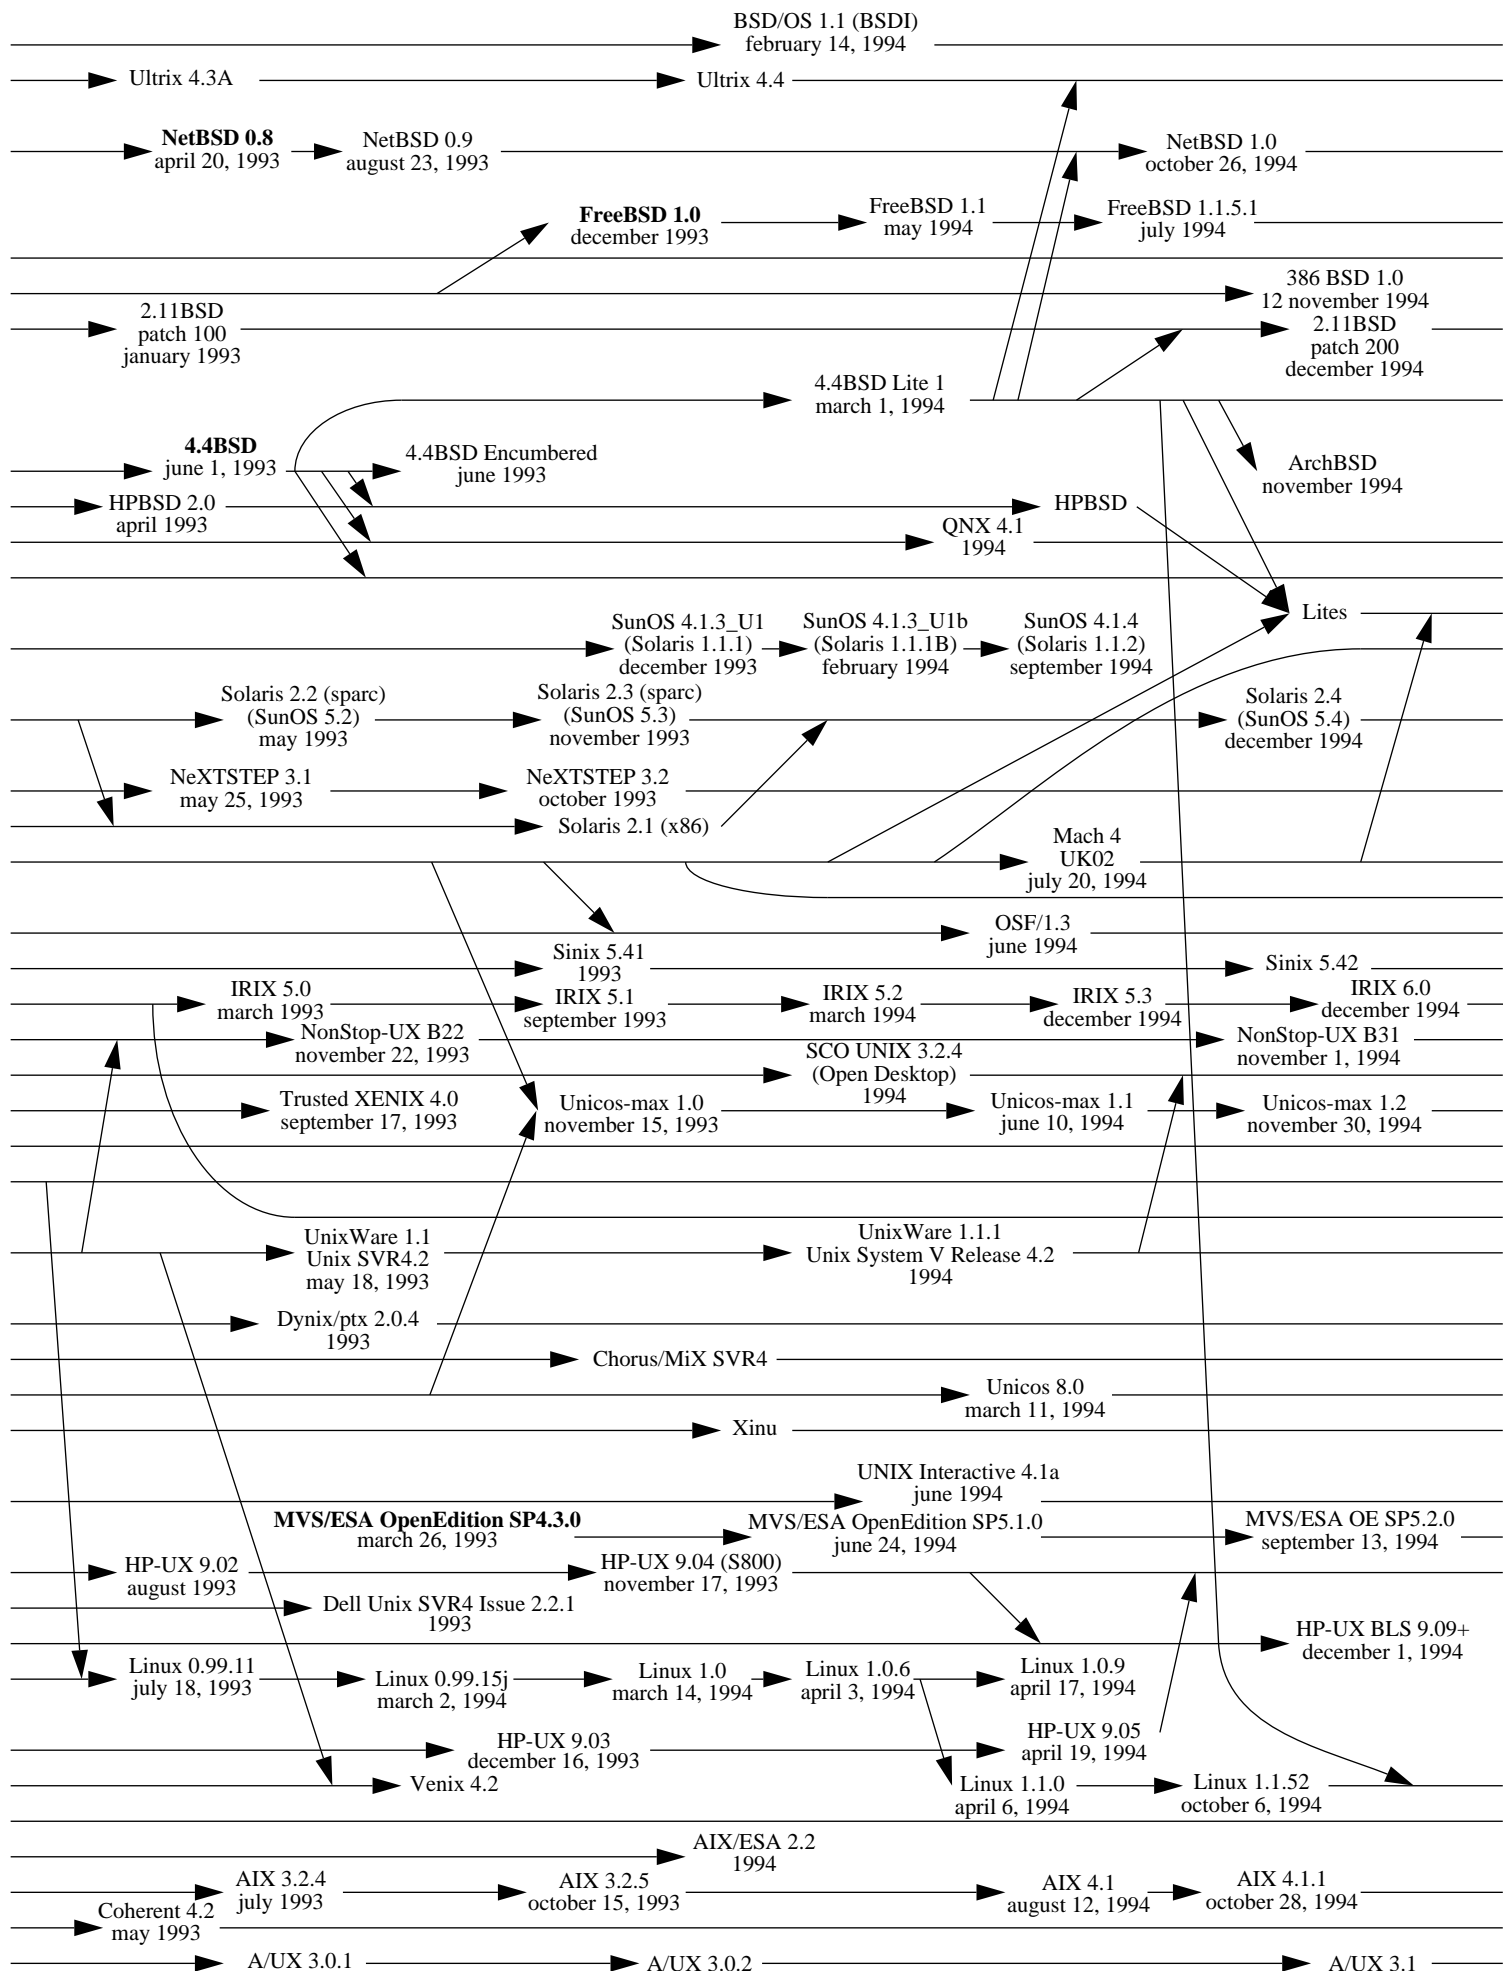 BSD/OS 1.1 (BSDI)
february 14, 1994
Ultrix 4.3A
Ultrix 4.4
NetBSD 0.8
april 20, 1993
NetBSD 0.9
august 23, 1993
NetBSD 1.0
october 26, 1994
FreeBSD 1.0
december 1993
FreeBSD 1.1
may 1994
FreeBSD 1.1.5.1
july 1994
386 BSD 1.0
12 november 1994
2.11BSD
patch 100
january 1993
2.11BSD
patch 200
december 1994
4.4BSD Lite 1
march 1, 1994
4.4BSD
june 1, 1993
4.4BSD Encumbered
june 1993
ArchBSD
november 1994
HPBSD 2.0
april 1993
HPBSD
QNX 4.1
1994
Lites
SunOS 4.1.3_U1
(Solaris 1.1.1)
december 1993
SunOS 4.1.3_U1b
(Solaris 1.1.1B)
february 1994
SunOS 4.1.4
(Solaris 1.1.2)
september 1994
Solaris 2.2 (sparc)
(SunOS 5.2)
may 1993
Solaris 2.3 (sparc)
(SunOS 5.3)
november 1993
Solaris 2.4
(SunOS 5.4)
december 1994
NeXTSTEP 3.1
may 25, 1993
NeXTSTEP 3.2
october 1993
Solaris 2.1 (x86)
Mach 4
UK02
july 20, 1994
OSF/1.3
june 1994
Sinix 5.41
1993
Sinix 5.42
IRIX 5.0
march 1993
IRIX 5.1
september 1993
IRIX 5.2
march 1994
IRIX 5.3
december 1994
IRIX 6.0
december 1994
NonStop-UX B22
november 22, 1993
NonStop-UX B31
november 1, 1994
SCO UNIX 3.2.4
(Open Desktop)
1994
Trusted XENIX 4.0
september 17, 1993
Unicos-max 1.0
november 15, 1993
Unicos-max 1.1
june 10, 1994
Unicos-max 1.2
november 30, 1994
UnixWare 1.1
Unix SVR4.2
may 18, 1993
UnixWare 1.1.1
Unix System V Release 4.2
1994
Dynix/ptx 2.0.4
1993
Chorus/MiX SVR4
Unicos 8.0
march 11, 1994
Xinu
UNIX Interactive 4.1a
june 1994
MVS/ESA OpenEdition SP4.3.0
march 26, 1993
MVS/ESA OpenEdition SP5.1.0
june 24, 1994
MVS/ESA OE SP5.2.0
september 13, 1994
HP-UX 9.02
august 1993
HP-UX 9.04 (S800)
november 17, 1993
Dell Unix SVR4 Issue 2.2.1
1993
HP-UX BLS 9.09+
december 1, 1994
Linux 0.99.11
july 18, 1993
Linux 0.99.15j
march 2, 1994
Linux 1.0
march 14, 1994
Linux 1.0.6
april 3, 1994
Linux 1.0.9
april 17, 1994
HP-UX 9.03
december 16, 1993
HP-UX 9.05
april 19, 1994
Venix 4.2
Linux 1.1.0
april 6, 1994
Linux 1.1.52
october 6, 1994
AIX/ESA 2.2
1994
AIX 3.2.4
july 1993
AIX 3.2.5
october 15, 1993
AIX 4.1
august 12, 1994
AIX 4.1.1
october 28, 1994
Coherent 4.2
may 1993
A/UX 3.0.1
A/UX 3.0.2
A/UX 3.1